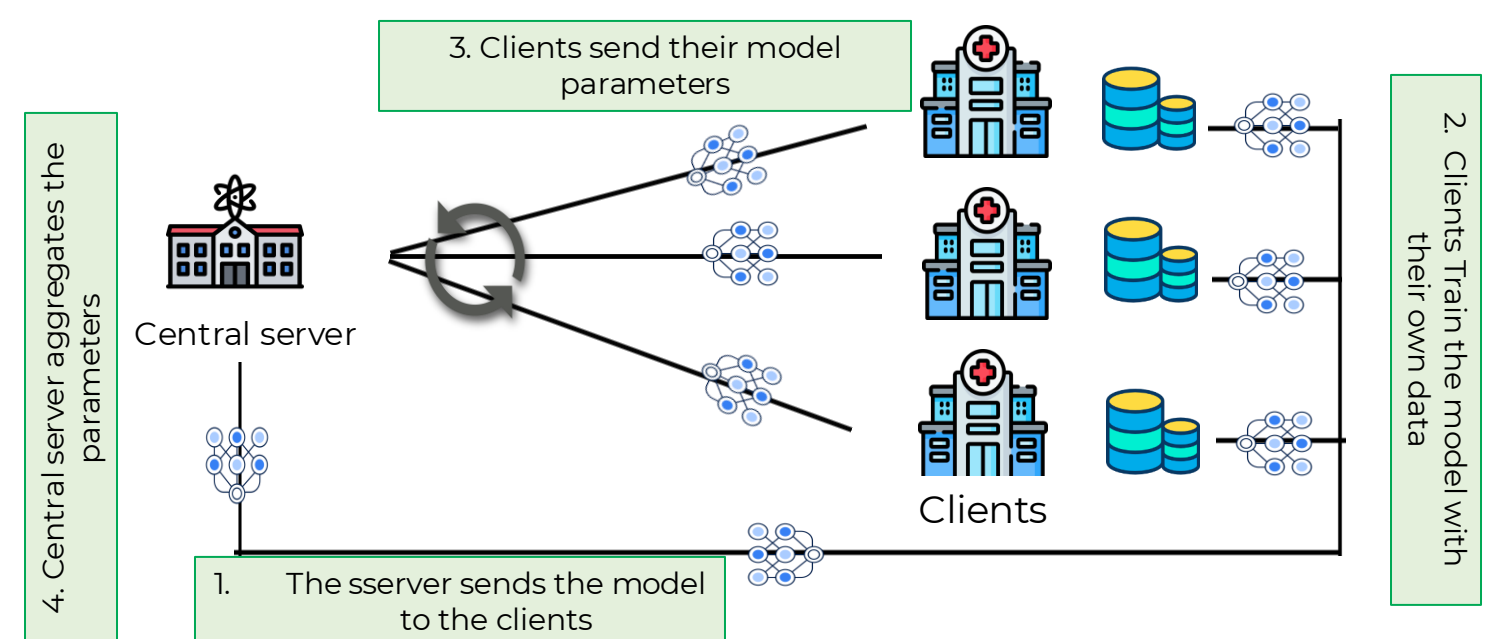 3. Clients send their model
parameters
4. Central server aggregates the
parameters
2. Clients Train the model with
their own data
Central server
Clients
1. The sserver sends the model
to the clients